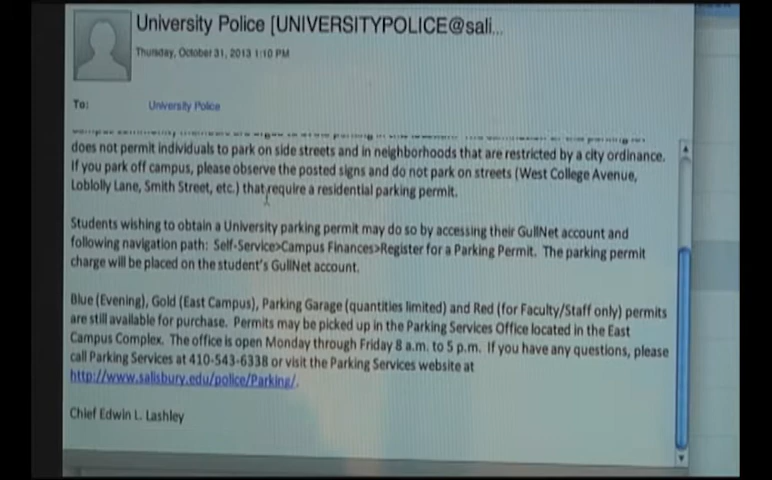 University Police [UNIVERSITYPOLICE@sali...
Thursday, October 31, 2013 1:10 PM
To: University Police
does not permit individuals to park on side streets and in neighborhoods that are restricted by a city ordinance.
If you park off campus, please observe the posted signs and do not park on streets (West College Avenue,
Loblolly Lane, Smith Street, etc.) that require a residential parking permit.
Students wishing to obtain a University parking permit may do so by accessing their GullNet account and
following navigation path: Self-Service>Campus Finances>Register for a Parking Permit. The parking permit
charge will be placed on the student's GullNet account.
Blue (Evening), Gold (East Campus), Parking Garage (quantities limited) and Red (for Faculty/Staff only) permits
are still available for purchase. Permits may be picked up in the Parking Services Office located in the East
Campus Complex. The office is open Monday through Friday 8 a.m. to 5 p.m. If you have any questions, please
call Parking Services at 410-543-6338 or visit the Parking Services website at
http://www.salisbury.edu/police/Parking/.
Chief Edwin L. Lashley